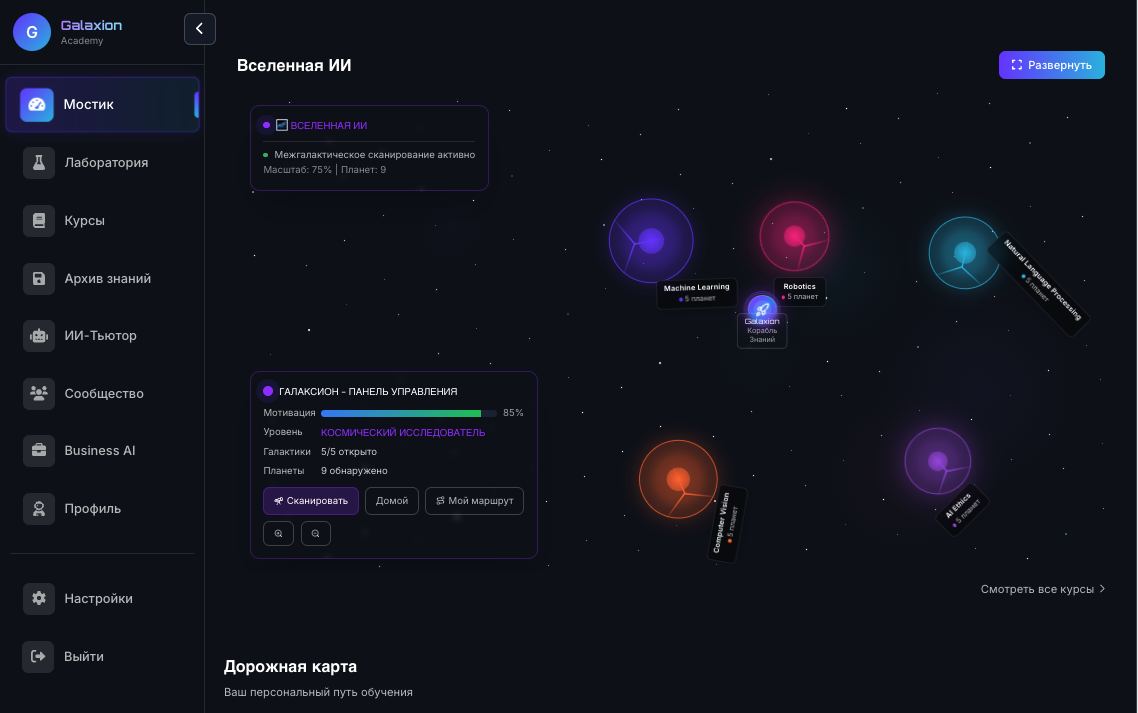 G
Galaxion
Academy
Мостик
Лаборатория
Курсы
Архив знаний
ИИ-Тьютор
Сообщество
Business AI
Профиль
Настройки
Выйти
Вселенная ИИ
Развернуть
ВСЕЛЕННАЯ ИИ
Межгалактическое сканирование активно
Масштаб: 75% | Планет: 9
Machine Learning
5 планет
Robotics
5 планет
Natural Language Processing
5 планет
Galaxion
Корабль
Знаний
ГАЛАКСИОН - ПАНЕЛЬ УПРАВЛЕНИЯ
Мотивация 85%
Уровень КОСМИЧЕСКИЙ ИССЛЕДОВАТЕЛЬ
Галактики 5/5 открыто
Планеты 9 обнаружено
Сканировать Домой Мой маршрут
Computer Vision
5 планет
AI Ethics
5 планет
Смотреть все курсы
Дорожная карта
Ваш персональный путь обучения